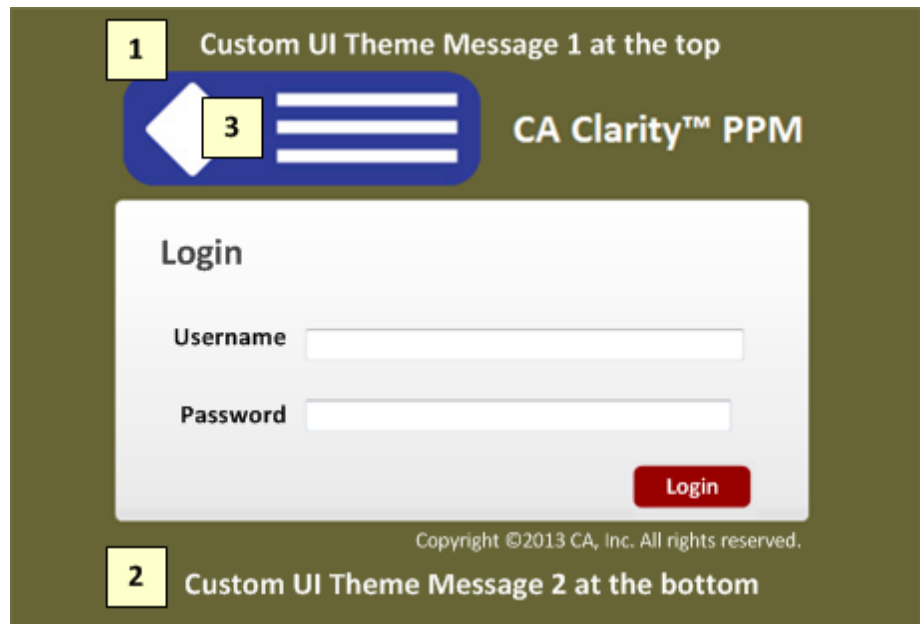 1 Custom UI Theme Message 1 at the top
3 CA Clarity™ PPM
Login
Username
Password
Login
Copyright ©2013 CA, Inc. All rights reserved.
2 Custom UI Theme Message 2 at the bottom